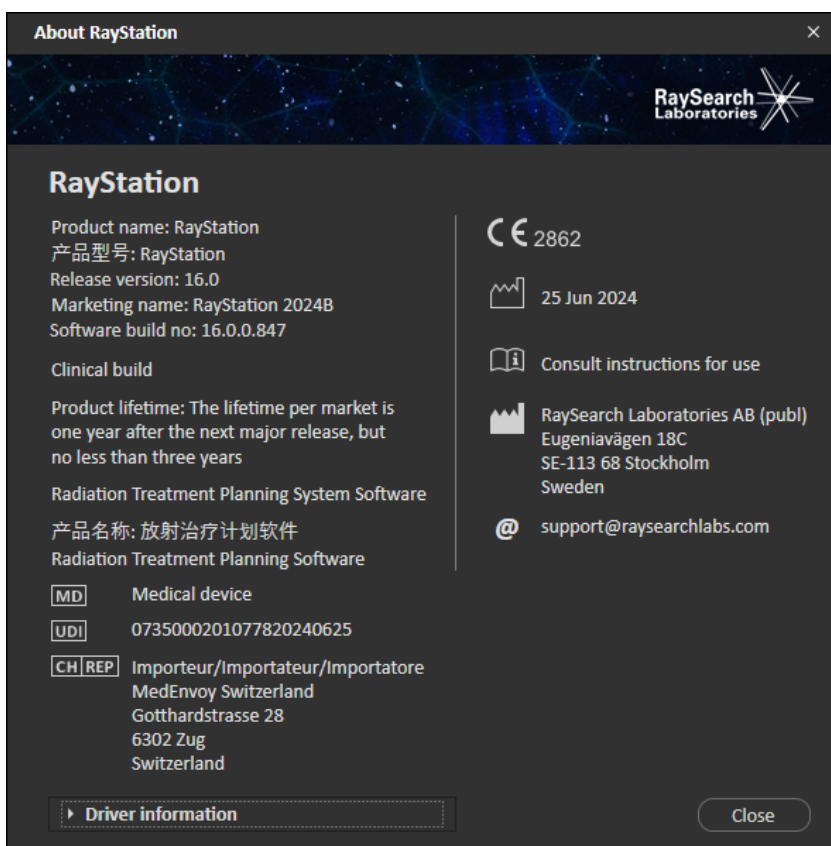 About RayStation
RaySearch
Laboratories
RayStation
Product name: RayStation
产品型号: RayStation
Release version: 16.0
Marketing name: RayStation 2024B
Software build no: 16.0.0.847
Clinical build
Product lifetime: The lifetime per market is
one year after the next major release, but
no less than three years
Radiation Treatment Planning System Software
产品名称: 放射治疗计划软件
Radiation Treatment Planning Software
MD Medical device
UDI 0735000201077820240625
CH REP Importeur/Importateur/Importatore
MedEnvoy Switzerland
Gotthardstrasse 28
6302 Zug
Switzerland
CE 2862
25 Jun 2024
Consult instructions for use
RaySearch Laboratories AB (publ)
Eugeniavägen 18C
SE-113 68 Stockholm
Sweden
@ support@raysearchlabs.com
Driver information
Close